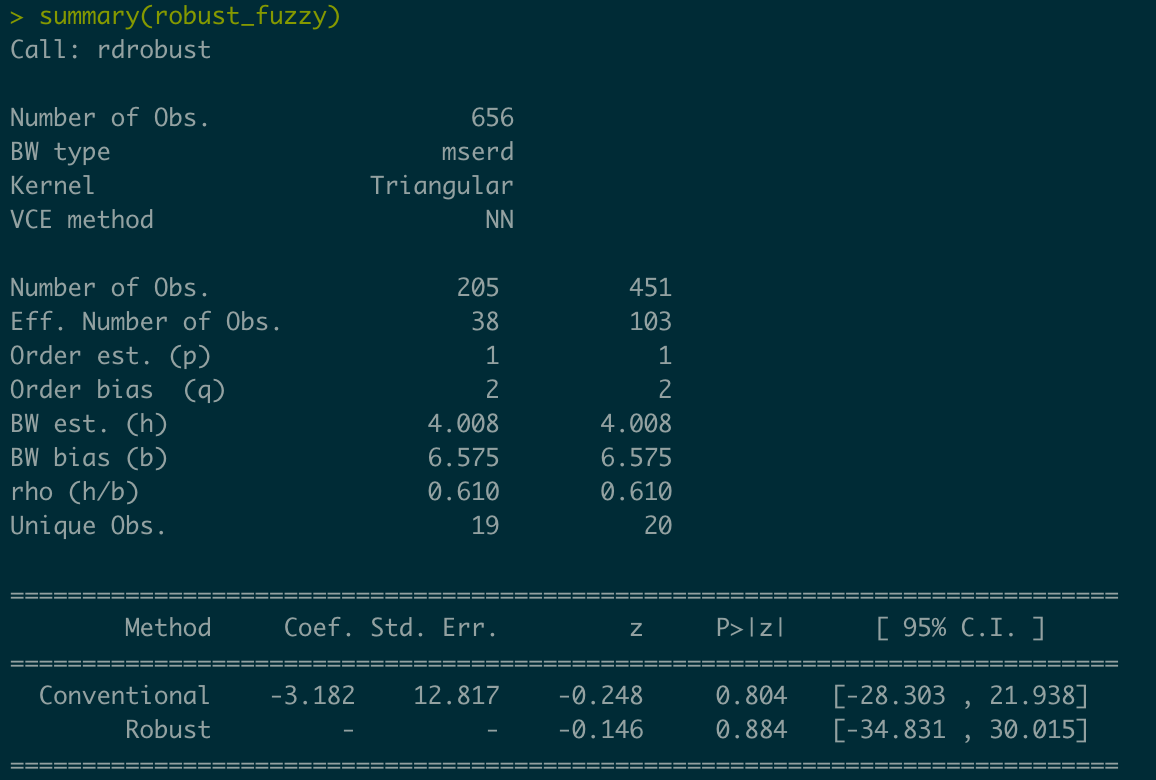 > summary(robust_fuzzy)
Call: rdrobust
Number of Obs.                  656
BW type                       mserd
Kernel                   Triangular
VCE method                       NN
Number of Obs.                 205         451
Eff. Number of Obs.             38         103
Order est. (p)                   1           1
Order bias  (q)                  2           2
BW est. (h)                  4.008       4.008
BW bias (b)                  6.575       6.575
rho (h/b)                    0.610       0.610
Unique Obs.                     19          20
=============================================================================
        Method     Coef. Std. Err.         z     P>|z|      [ 95% C.I. ]
=============================================================================
  Conventional    -3.182    12.817    -0.248     0.804   [-28.303 , 21.938]
        Robust         -         -    -0.146     0.884   [-34.831 , 30.015]
=============================================================================